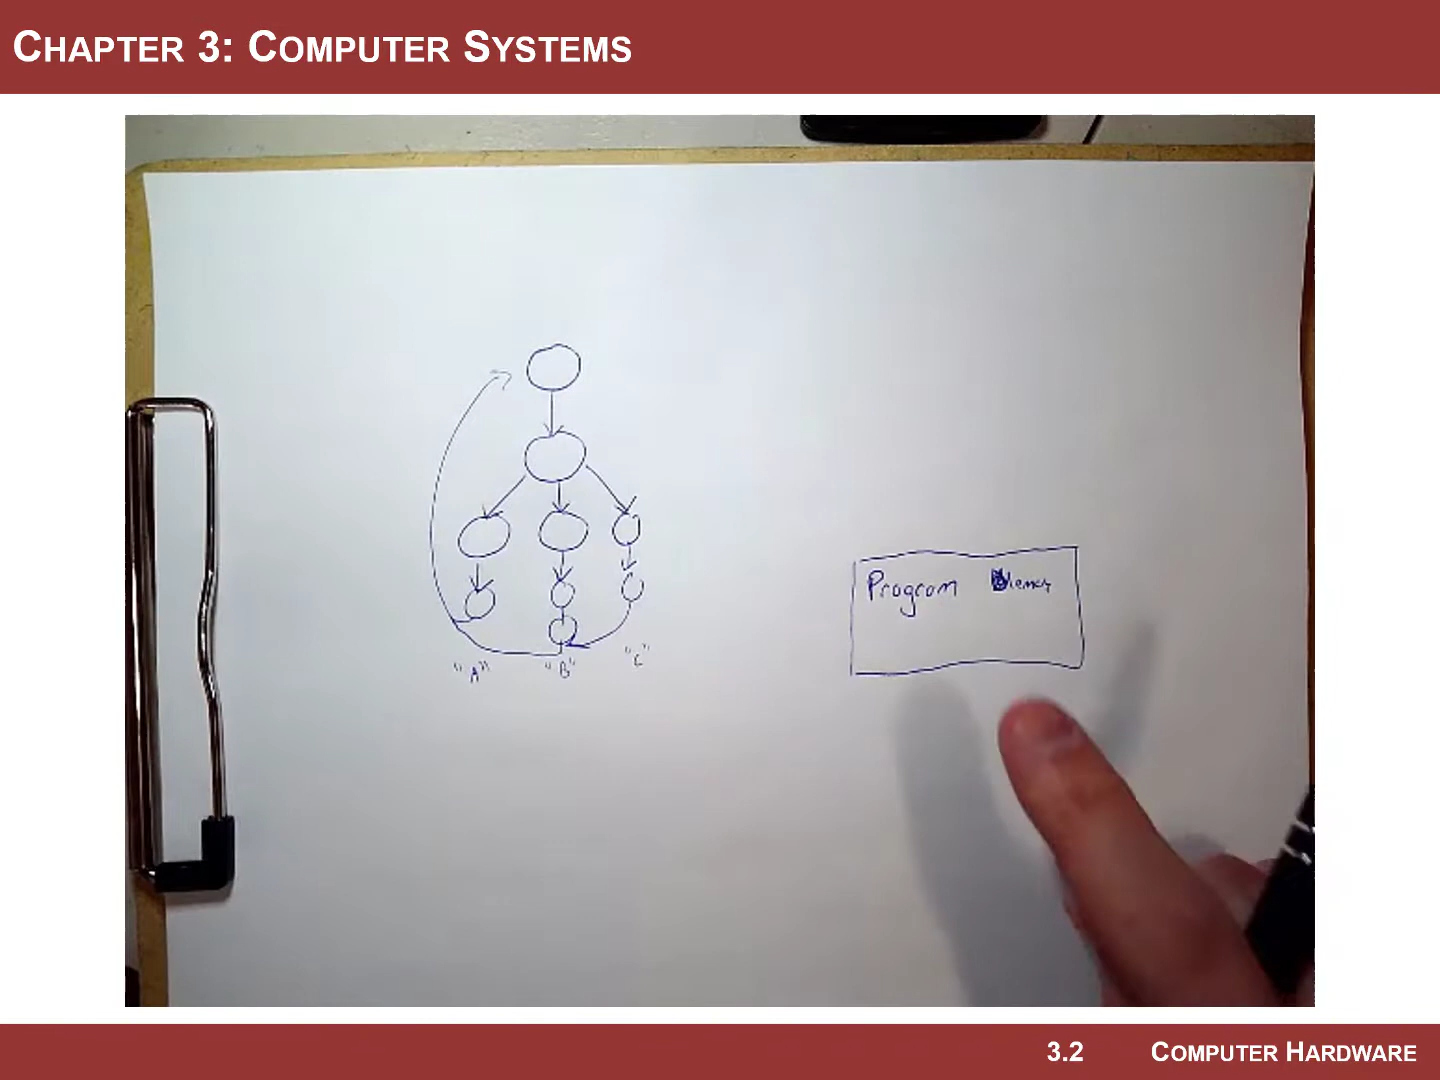 CHAPTER 3: COMPUTER SYSTEMS
Program
"A" "B" "C"
3.2 COMPUTER HARDWARE